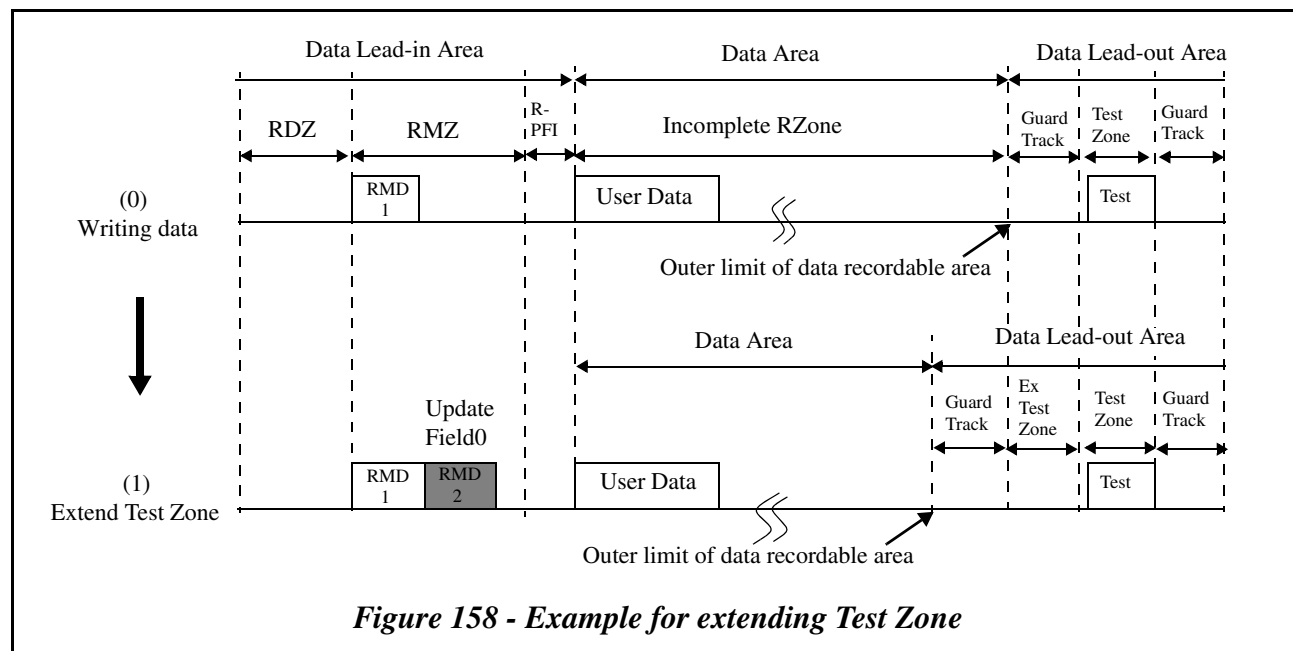 Data Lead-in Area
Data Area
Data Lead-out Area
RDZ
RMZ
R-
PFI
Incomplete RZone
Guard
Track
Test
Zone
Guard
Track
(0)
Writing data
RMD
1
User Data
Test
Outer limit of data recordable area
Data Area
Data Lead-out Area
Update
Field0
Guard
Track
Ex
Test
Zone
Test
Zone
Guard
Track
(1)
Extend Test Zone
RMD
1
RMD
2
User Data
Test
Outer limit of data recordable area
Figure 158 - Example for extending Test Zone